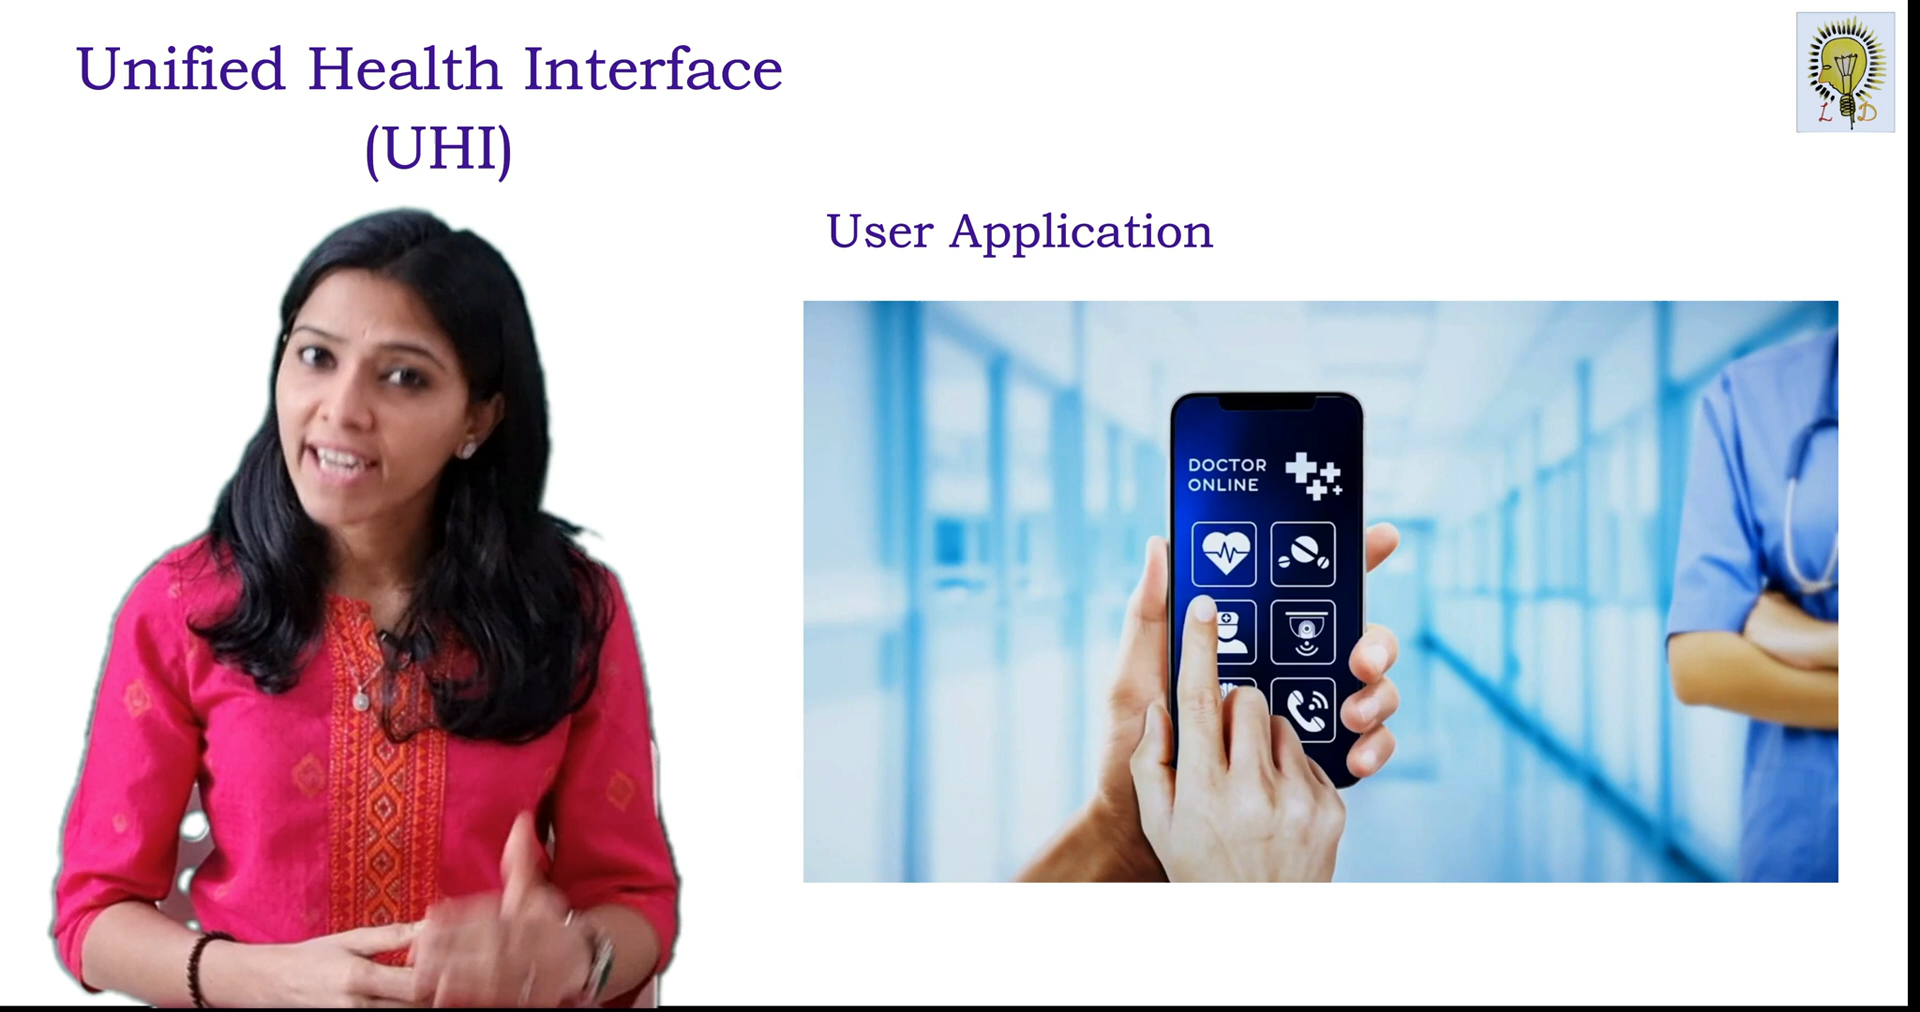 Unified Health Interface
(UHI)
L D
User Application
DOCTOR
ONLINE